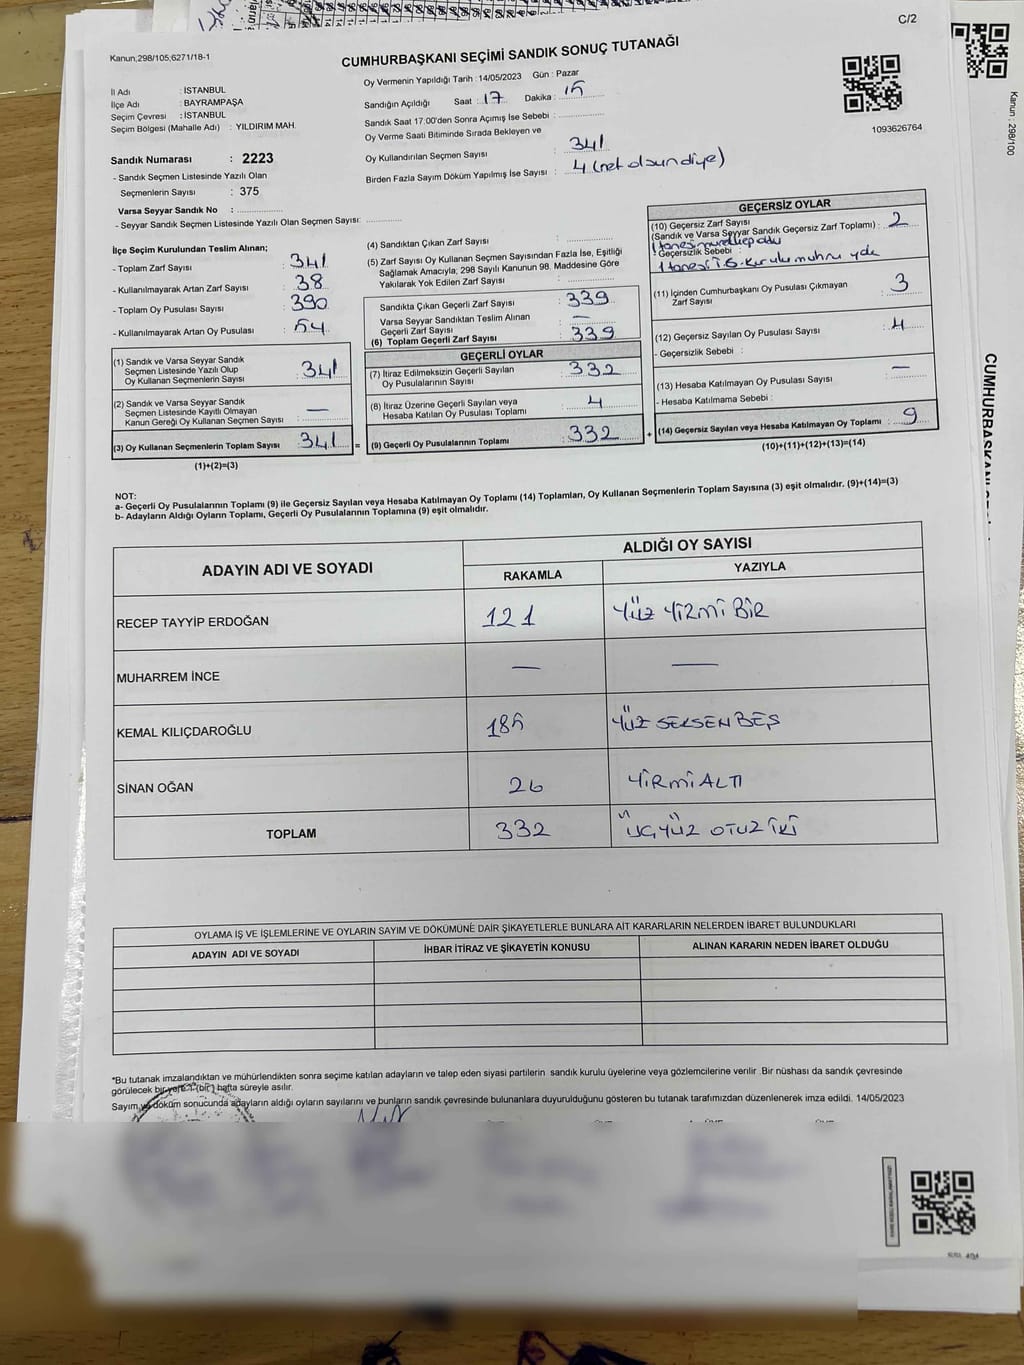 C/2
Kanun;298/105;6271/18-1
CUMHURBAŞKANI SEÇİMİ SANDIK SONUÇ TUTANAĞI
İl Adı : İSTANBUL
İlçe Adı : BAYRAMPAŞA
Seçim Çevresi : İSTANBUL
Seçim Bölgesi (Mahalle Adı) : YILDIRIM MAH.
Sandık Numarası : 2223
- Sandık Seçmen Listesinde Yazılı Olan
Seçmenlerin Sayısı : 375
Varsa Seyyar Sandık No :
- Seyyar Sandık Seçmen Listesinde Yazılı Olan Seçmen Sayısı:
Oy Vermenin Yapıldığı Tarih : 14/05/2023 Gün : Pazar
Sandığın Açıldığı Saat : 17 Dakika : 15
Sandık Saat 17:00'den Sonra Açımış İse Sebebi :
Oy Verme Saati Bitiminde Sırada Bekleyen ve
Oy Kullandırılan Seçmen Sayısı : 341
Birden Fazla Sayım Döküm Yapılmış İse Sayısı : 4 (net olsun diye)
1093626764
Kanun : 298/100
İlçe Seçim Kurulundan Teslim Alınan;
- Toplam Zarf Sayısı : 341
- Kullanılmayarak Artan Zarf Sayısı : 38
- Toplam Oy Pusulası Sayısı : 390
- Kullanılmayarak Artan Oy Pusulası : 54
(1) Sandık ve Varsa Seyyar Sandık
Seçmen Listesinde Yazılı Olup
Oy Kullanan Seçmenlerin Sayısı : 341
(2) Sandık ve Varsa Seyyar Sandık
Seçmen Listesinde Kayıtlı Olmayan
Kanun Gereği Oy Kullanan Seçmen Sayısı : —
(3) Oy Kullanan Seçmenlerin Toplam Sayısı : 341 =
(1)+(2)=(3)
(4) Sandıktan Çıkan Zarf Sayısı :
(5) Zarf Sayısı Oy Kullanan Seçmen Sayısından Fazla İse, Eşitliği
Sağlamak Amacıyla; 298 Sayılı Kanunun 98. Maddesine Göre
Yakılarak Yok Edilen Zarf Sayısı :
Sandıkta Çıkan Geçerli Zarf Sayısı : 339
Varsa Seyyar Sandıktan Teslim Alınan
Geçerli Zarf Sayısı : —
(6) Toplam Geçerli Zarf Sayısı : 339
GEÇERLİ OYLAR
(7) İtiraz Edilmeksizin Geçerli Sayılan
Oy Pusulalarının Sayısı : 332
(8) İtiraz Üzerine Geçerli Sayılan veya
Hesaba Katılan Oy Pusulası Toplamı : 4
(9) Geçerli Oy Pusulalarının Toplamı : 332 +
GEÇERSİZ OYLAR
(10) Geçersiz Zarf Sayısı
(Sandık ve Varsa Seyyar Sandık Geçersiz Zarf Toplamı) : 2
1 tanesi
- Geçersizlik Sebebi :
1 tanesi İ.S. kurulu mührü yok
(11) İçinden Cumhurbaşkanı Oy Pusulası Çıkmayan
Zarf Sayısı : 3
(12) Geçersiz Sayılan Oy Pusulası Sayısı : 4
- Geçersizlik Sebebi :
(13) Hesaba Katılmayan Oy Pusulası Sayısı : —
- Hesaba Katılmama Sebebi :
(14) Geçersiz Sayılan veya Hesaba Katılmayan Oy Toplamı : 9
(10)+(11)+(12)+(13)=(14)
NOT:
a- Geçerli Oy Pusulalarının Toplamı (9) ile Geçersiz Sayılan veya Hesaba Katılmayan Oy Toplamı (14) Toplamları, Oy Kullanan Seçmenlerin Toplam Sayısına (3) eşit olmalıdır. (9)+(14)=(3)
b- Adayların Aldığı Oyların Toplamı, Geçerli Oy Pusulalarının Toplamına (9) eşit olmalıdır.
ADAYIN ADI VE SOYADI ALDIĞI OY SAYISI
RAKAMLA YAZIYLA
RECEP TAYYİP ERDOĞAN 121 YÜZ YİRMİ BİR
MUHARREM İNCE — —
KEMAL KILIÇDAROĞLU 185 YÜZ SEKSEN BEŞ
SİNAN OĞAN 26 YİRMİ ALTI
TOPLAM 332 ÜÇ YÜZ OTUZ İKİ
OYLAMA İŞ VE İŞLEMLERİNE VE OYLARIN SAYIM VE DÖKÜMÜNE DAİR ŞİKAYETLERLE BUNLARA AİT KARARLARIN NELERDEN İBARET BULUNDUKLARI
ADAYIN ADI VE SOYADI İHBAR İTİRAZ VE ŞİKAYETİN KONUSU ALINAN KARARIN NEDEN İBARET OLDUĞU
*Bu tutanak imzalandıktan ve mühürlendikten sonra seçime katılan adayların ve talep eden siyasi partilerin sandık kurulu üyelerine veya gözlemcilerine verilir .Bir nüshası da sandık çevresinde
görülecek bir yere 1 (bir) hafta süreyle asılır.
Sayım ve döküm sonucunda adayların aldığı oyların sayılarını ve bunların sandık çevresinde bulunanlara duyurulduğunu gösteren bu tutanak tarafımızdan düzenlenerek imza edildi. 14/05/2023